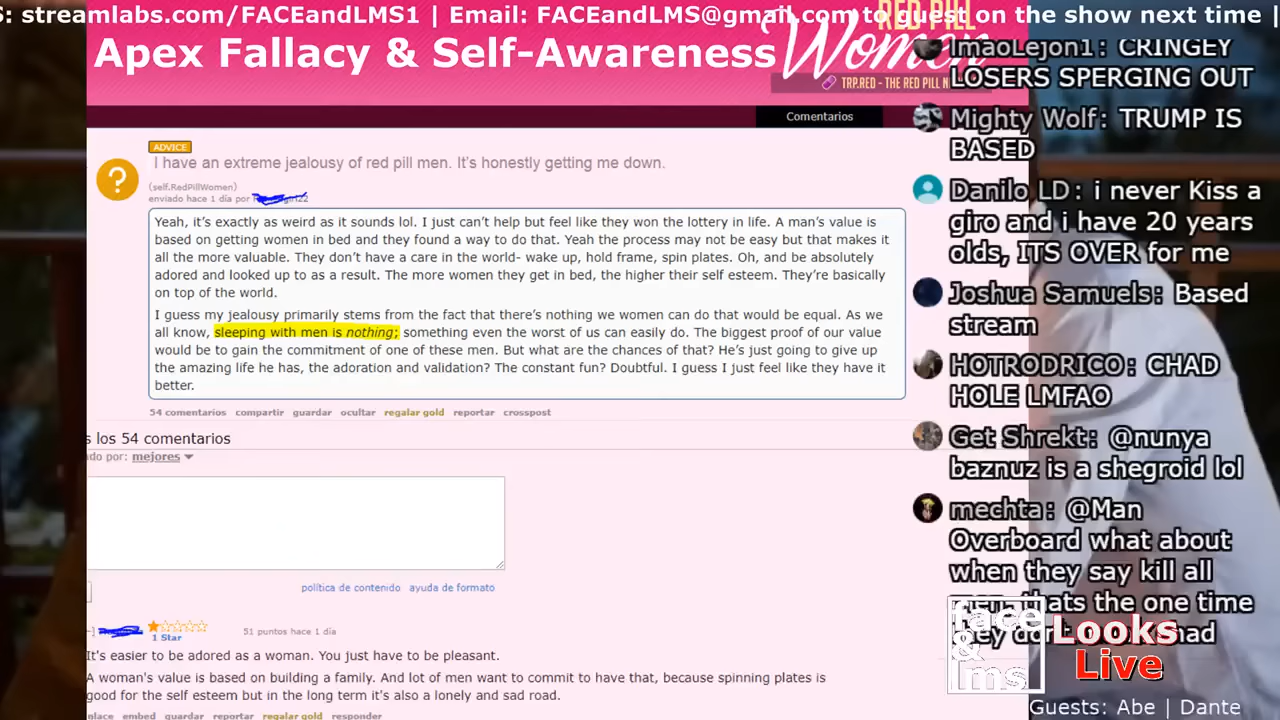 S: streamlabs.com/FACEandLMS1 | Email: FACEandLMS@gmail.com to guest on the show next time |
Apex Fallacy & Self-Awareness
RED PILL
Women
TRP.RED - THE RED PILL
Comentarios
ADVICE
I have an extreme jealousy of red pill men. It's honestly getting me down.
(self.RedPillWomen)
enviado hace 1 día por
Yeah, it's exactly as weird as it sounds lol. I just can't help but feel like they won the lottery in life. A man's value is
based on getting women in bed and they found a way to do that. Yeah the process may not be easy but that makes it
all the more valuable. They don't have a care in the world- wake up, hold frame, spin plates. Oh, and be absolutely
adored and looked up to as a result. The more women they get in bed, the higher their self esteem. They're basically
on top of the world.
I guess my jealousy primarily stems from the fact that there's nothing we women can do that would be equal. As we
all know, sleeping with men is nothing; something even the worst of us can easily do. The biggest proof of our value
would be to gain the commitment of one of these men. But what are the chances of that? He's just going to give up
the amazing life he has, the adoration and validation? The constant fun? Doubtful. I guess I just feel like they have it
better.
54 comentarios compartir guardar ocultar regalar gold reportar crosspost
s los 54 comentarios
do por: mejores
política de contenido ayuda de formato
1 Star
51 puntos hace 1 día
It's easier to be adored as a woman. You just have to be pleasant.
A woman's value is based on building a family. And lot of men want to commit to have that, because spinning plates is
good for the self esteem but in the long term it's also a lonely and sad road.
nlace embed guardar reportar regalar gold responder
lmaoLejon1: CRINGEY
LOSERS SPERGING OUT
Mighty Wolf: TRUMP IS
BASED
Danilo LD: i never Kiss a
giro and i have 20 years
olds, ITS OVER for me
Joshua Samuels: Based
stream
HOTRODRICO: CHAD
HOLE LMFAO
Get Shrekt: @nunya
baznuz is a shegroid lol
mechta: @Man
Overboard what about
when they say kill all
thats the one time
face
&
lms
Looks
Live
Guests: Abe | Dante